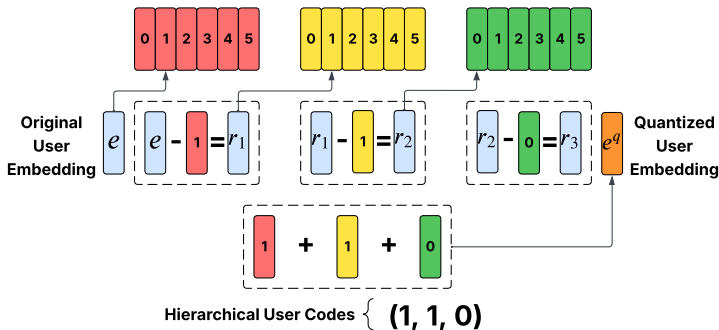 0 1 2 3 4 5 0 1 2 3 4 5 0 1 2 3 4 5
Original
User
Embedding
e
e - 1 = r1
r1 - 1 = r2
r2 - 0 = r3
e^q
Quantized
User
Embedding
1 + 1 + 0
Hierarchical User Codes { (1, 1, 0)